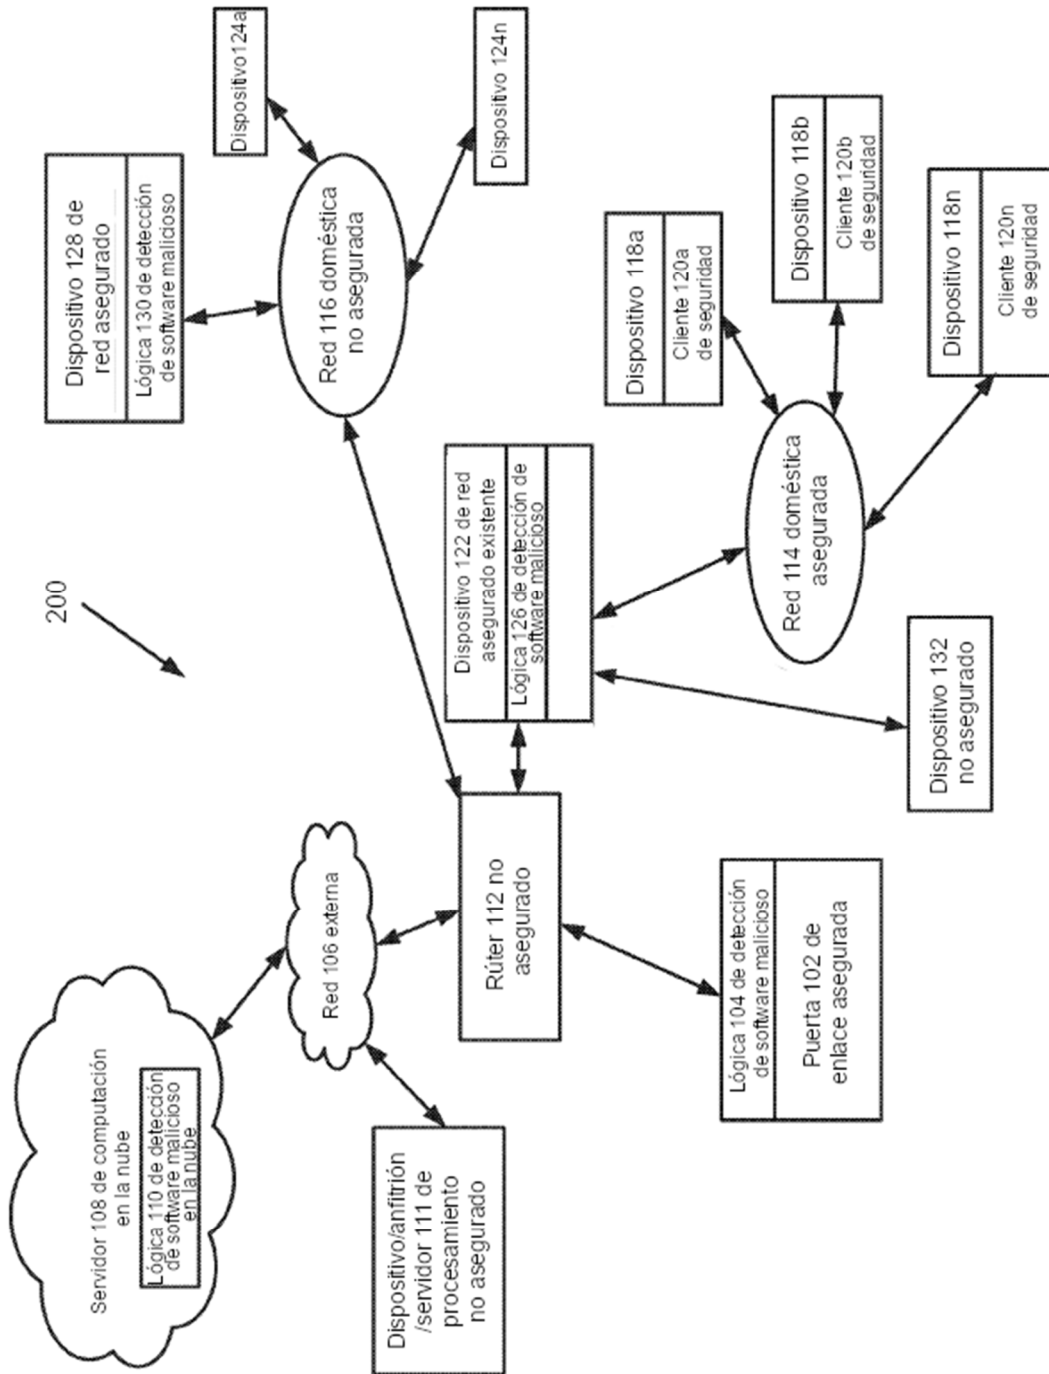 200
Servidor 108 de computación
en la nube
Lógica 110 de detección
de software malicioso
en la nube
Red 106 externa
Dispositivo/anfitrión
/servidor 111 de
procesamiento
no asegurado
Rúter 112 no
asegurado
Lógica 104 de detección
de software malicioso
Puerta 102 de
enlace asegurada
Dispositivo 128 de
red asegurado
Lógica 130 de detección
de software malicioso
Dispositivo124a
Red 116 doméstica
no asegurada
Dispositivo 124n
Dispositivo 122 de red
asegurado existente
Lógica 126 de detección de
software malicioso
Dispositivo 118a
Cliente 120a
de seguridad
Dispositivo 118b
Cliente 120b
de seguridad
Dispositivo 118n
Cliente 120n
de seguridad
Red 114 doméstica
asegurada
Dispositivo 132
no asegurado